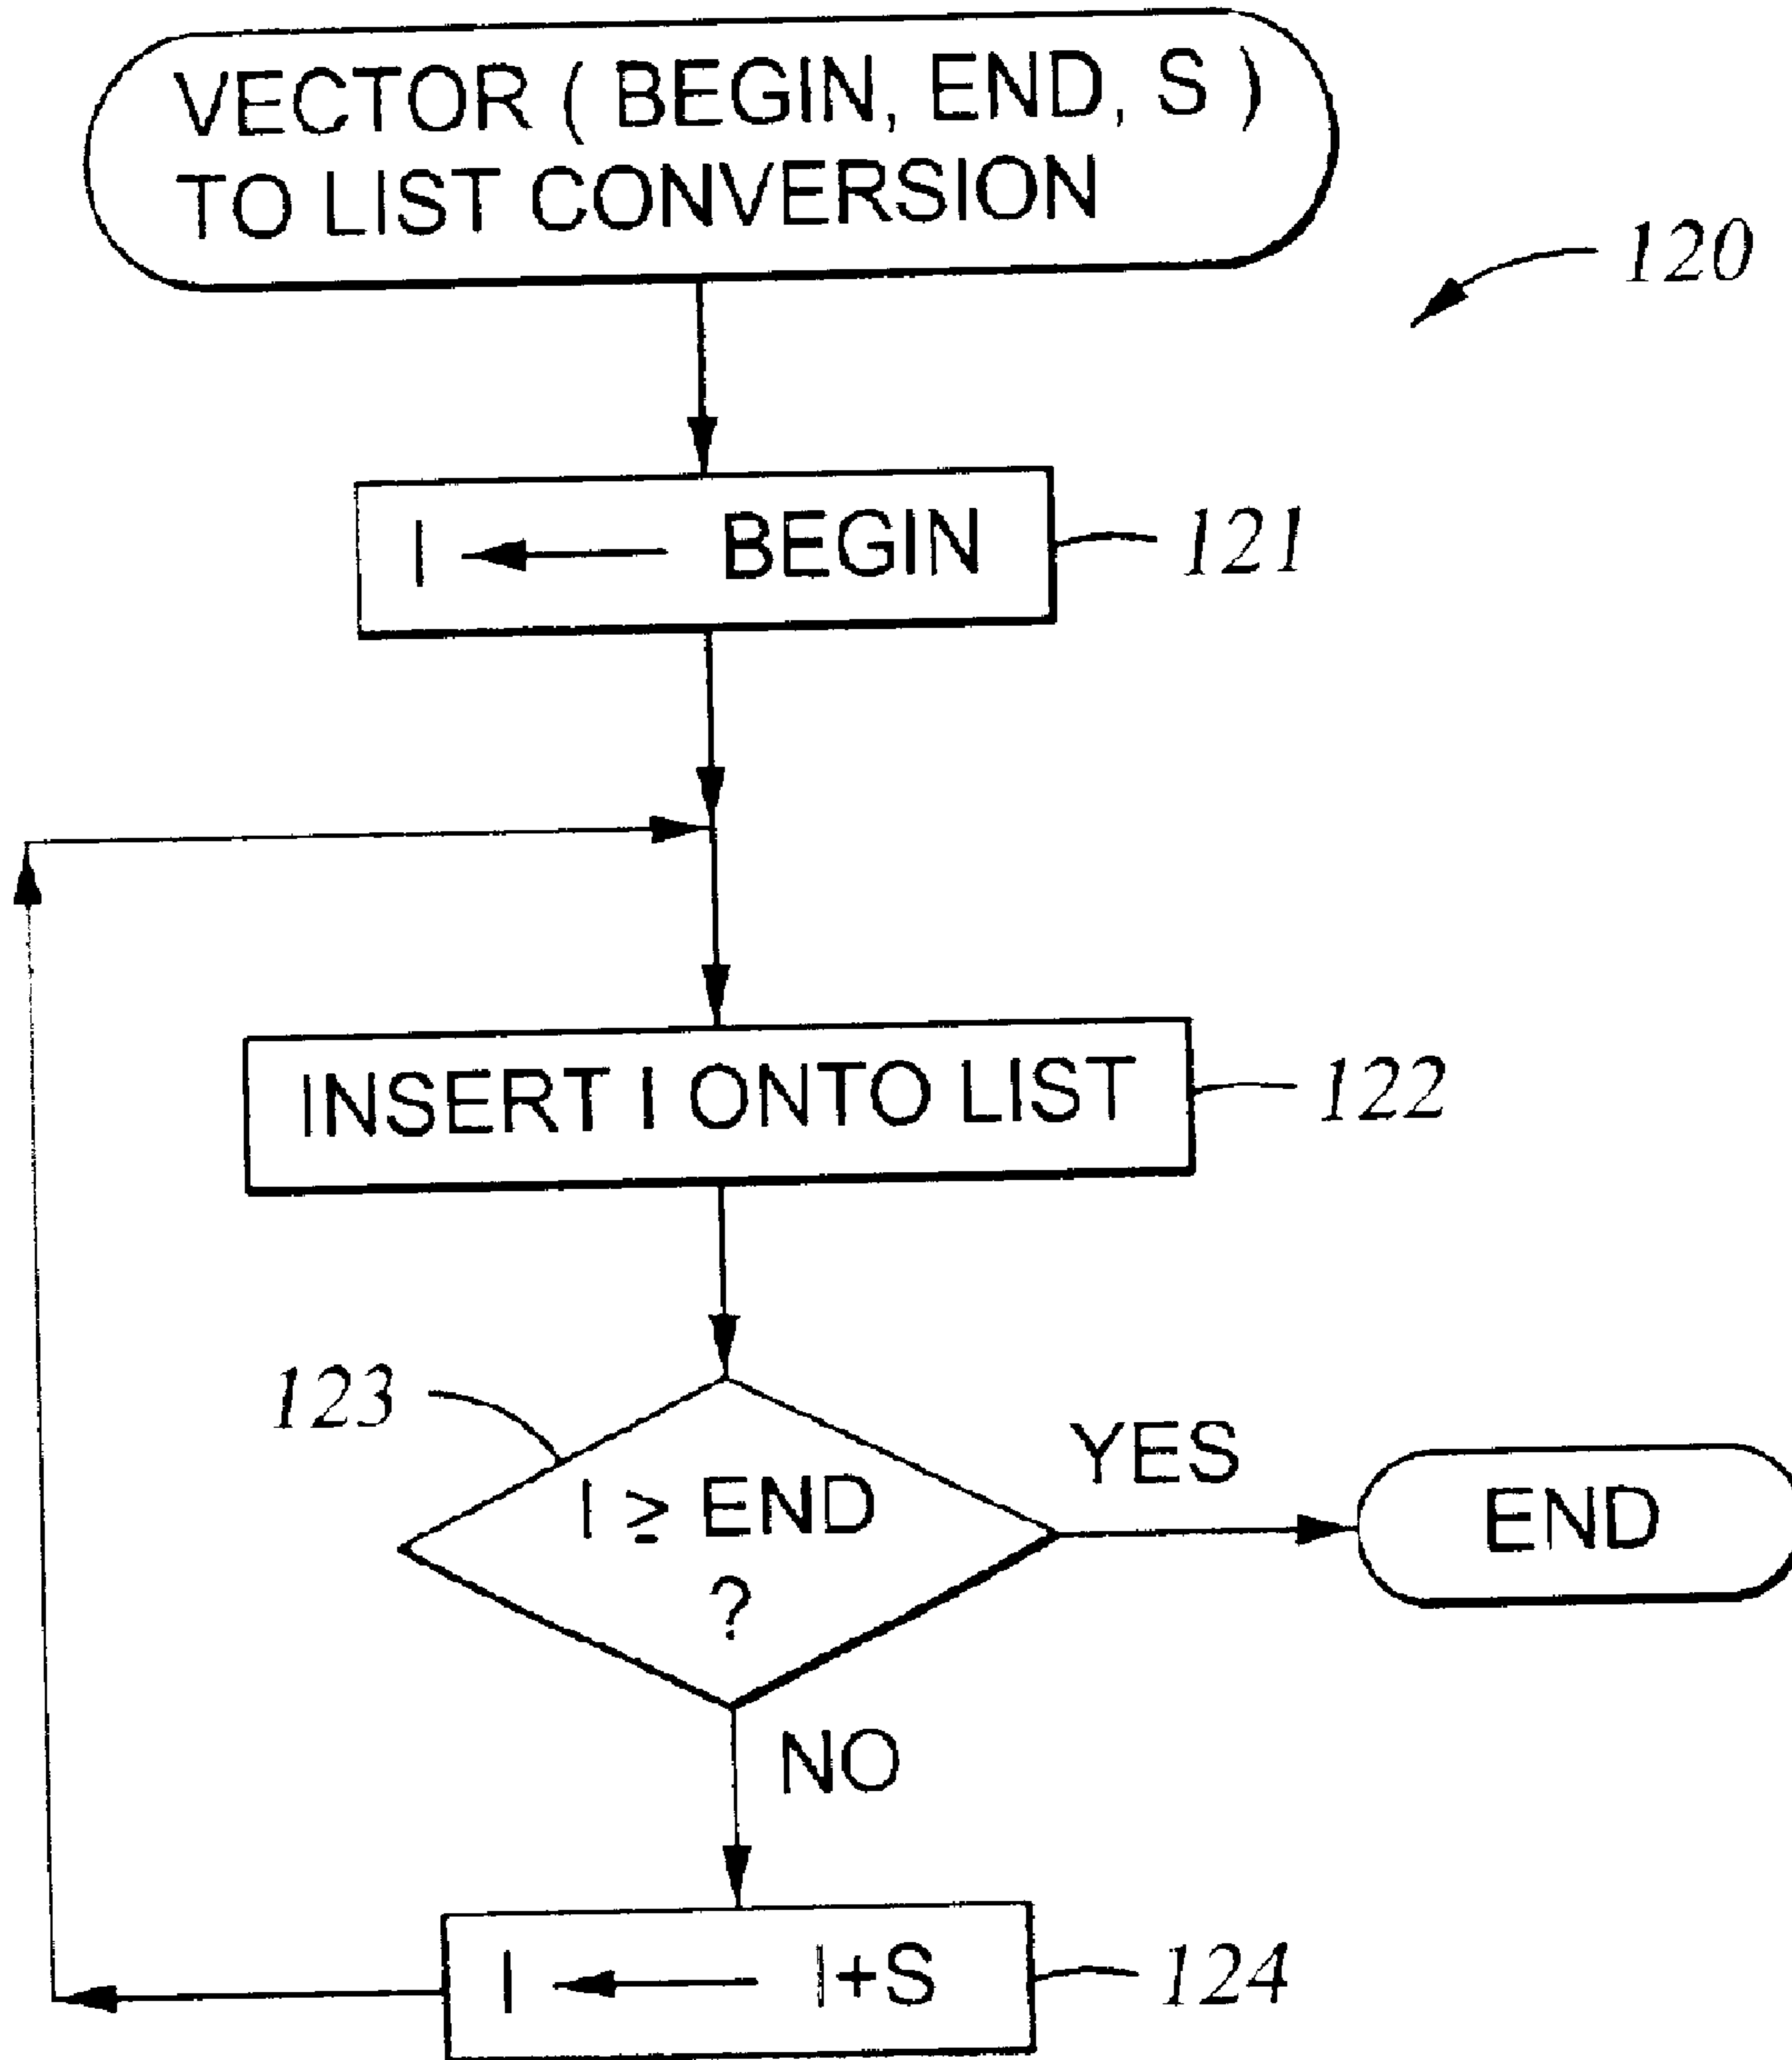 VECTOR ( BEGIN, END, S )
TO LIST CONVERSION
120
I ← BEGIN
121
INSERT I ONTO LIST
122
123
I ≥ END
?
YES
END
NO
I ← I+S
124